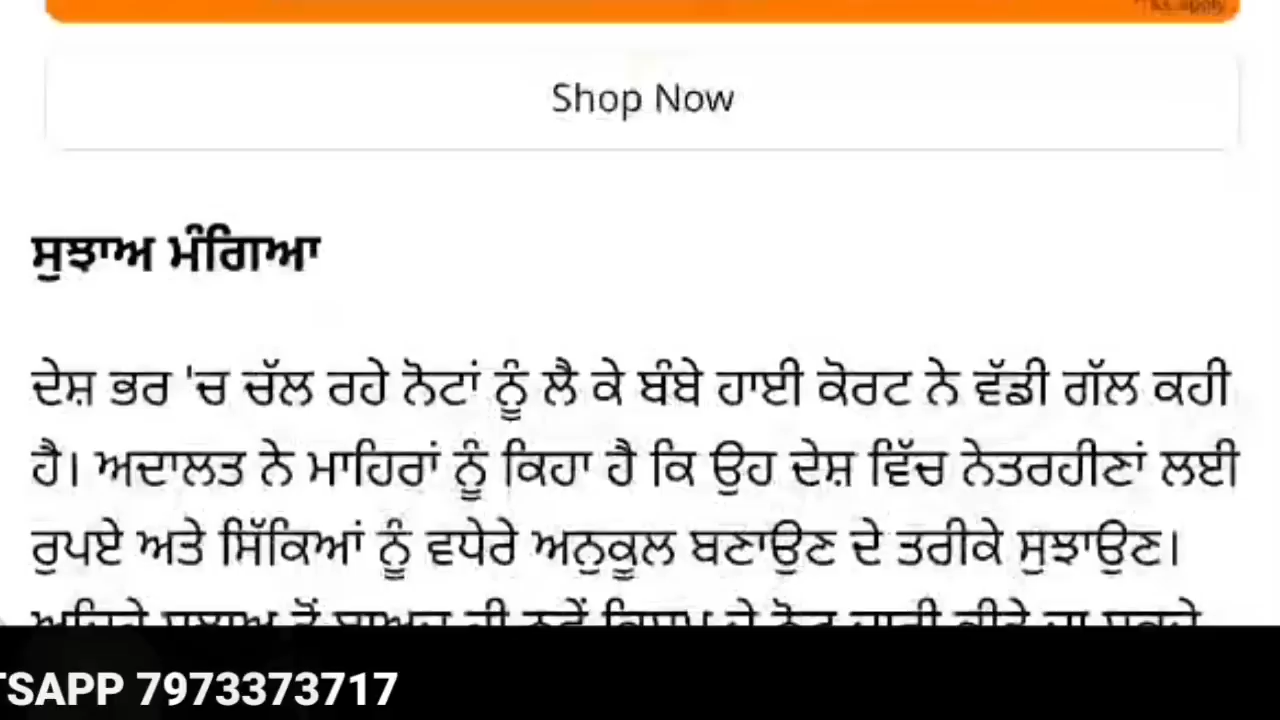 Shop Now
ਸੁਝਾਅ ਮੰਗਿਆ
ਦੇਸ਼ ਭਰ 'ਚ ਚੱਲ ਰਹੇ ਨੋਟਾਂ ਨੂੰ ਲੈ ਕੇ ਬੰਬੇ ਹਾਈ ਕੋਰਟ ਨੇ ਵੱਡੀ ਗੱਲ ਕਹੀ
ਹੈ। ਅਦਾਲਤ ਨੇ ਮਾਹਿਰਾਂ ਨੂੰ ਕਿਹਾ ਹੈ ਕਿ ਉਹ ਦੇਸ਼ ਵਿੱਚ ਨੇਤਰਹੀਣਾਂ ਲਈ
ਰੁਪਏ ਅਤੇ ਸਿੱਕਿਆਂ ਨੂੰ ਵਧੇਰੇ ਅਨੁਕੂਲ ਬਣਾਉਣ ਦੇ ਤਰੀਕੇ ਸੁਝਾਉਣ।
TSAPP 7973373717